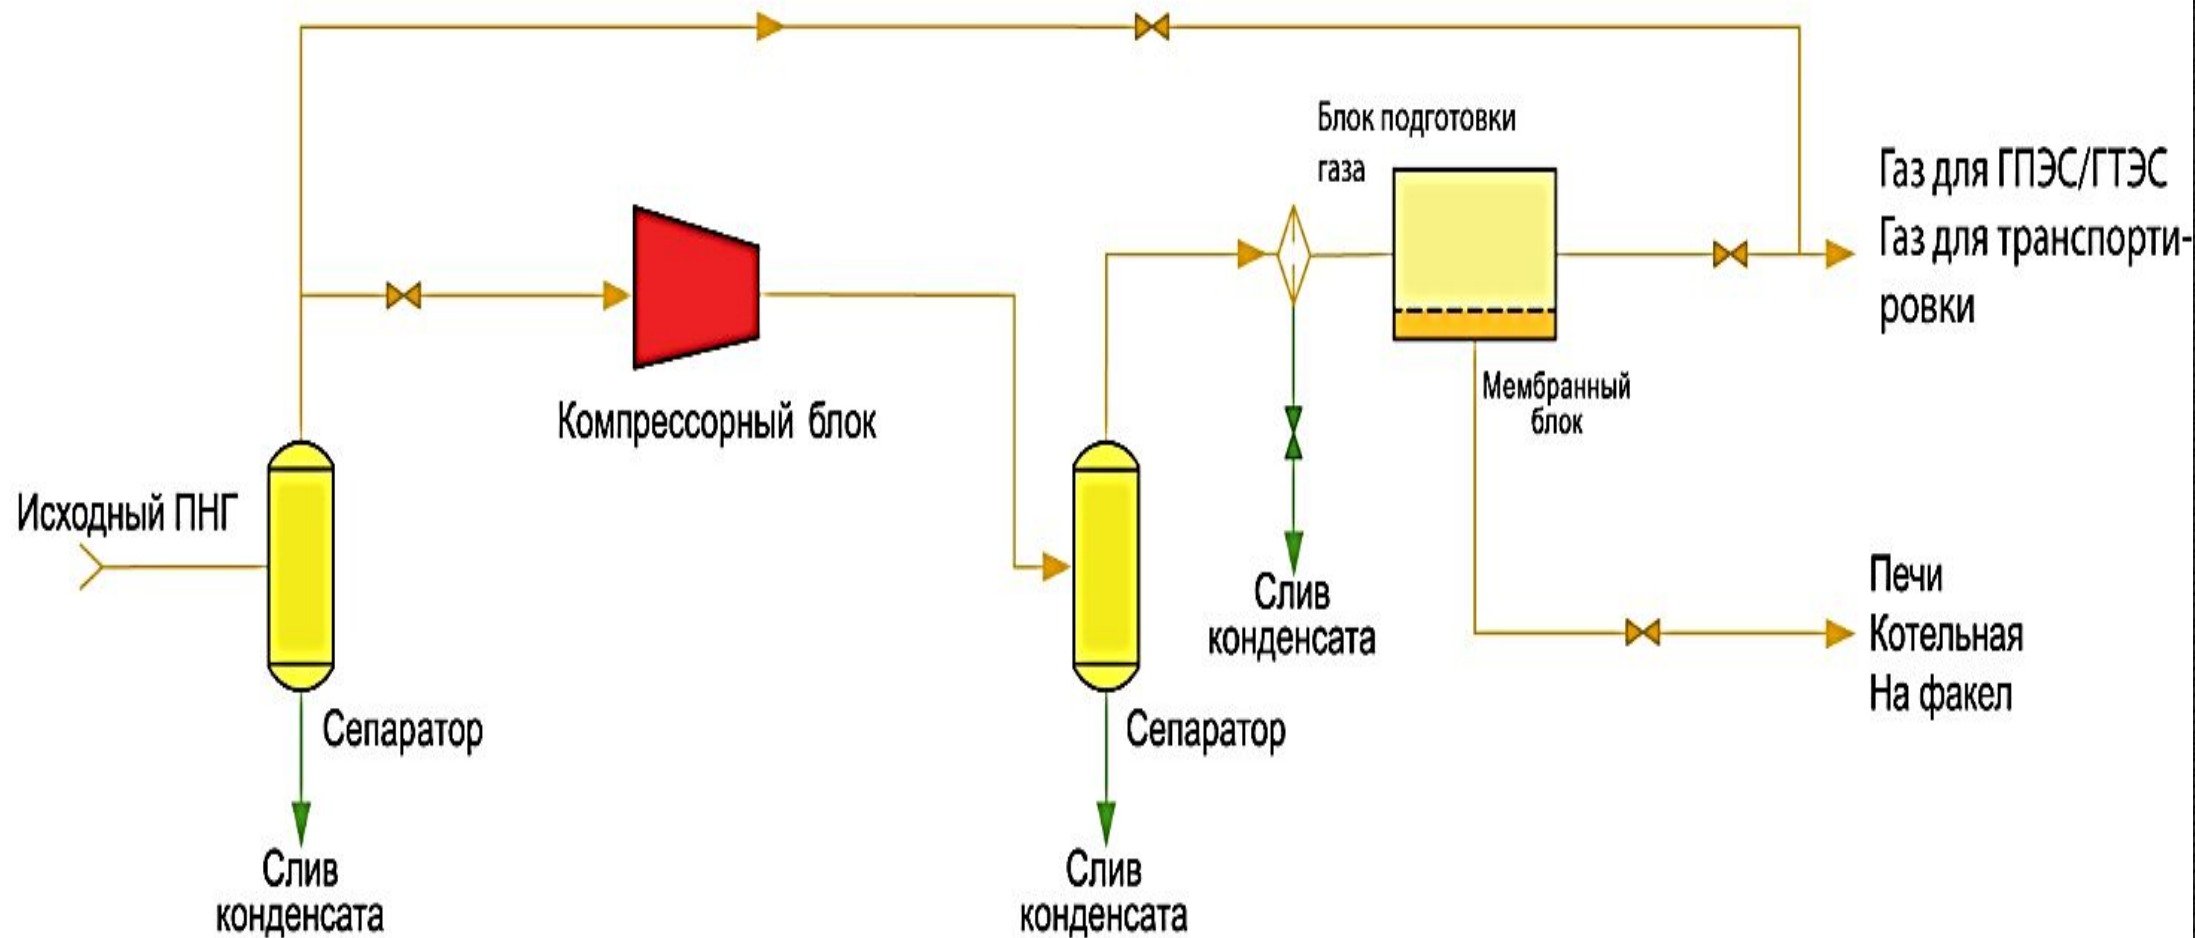 Блок подготовки
газа
Газ для ГПЭС/ГТЭС
Газ для транспорти-
ровки
Мембранный
блок
Компрессорный блок
Исходный ПНГ
Слив
конденсата
Печи
Котельная
На факел
Сепаратор
Сепаратор
Слив
конденсата
Слив
конденсата